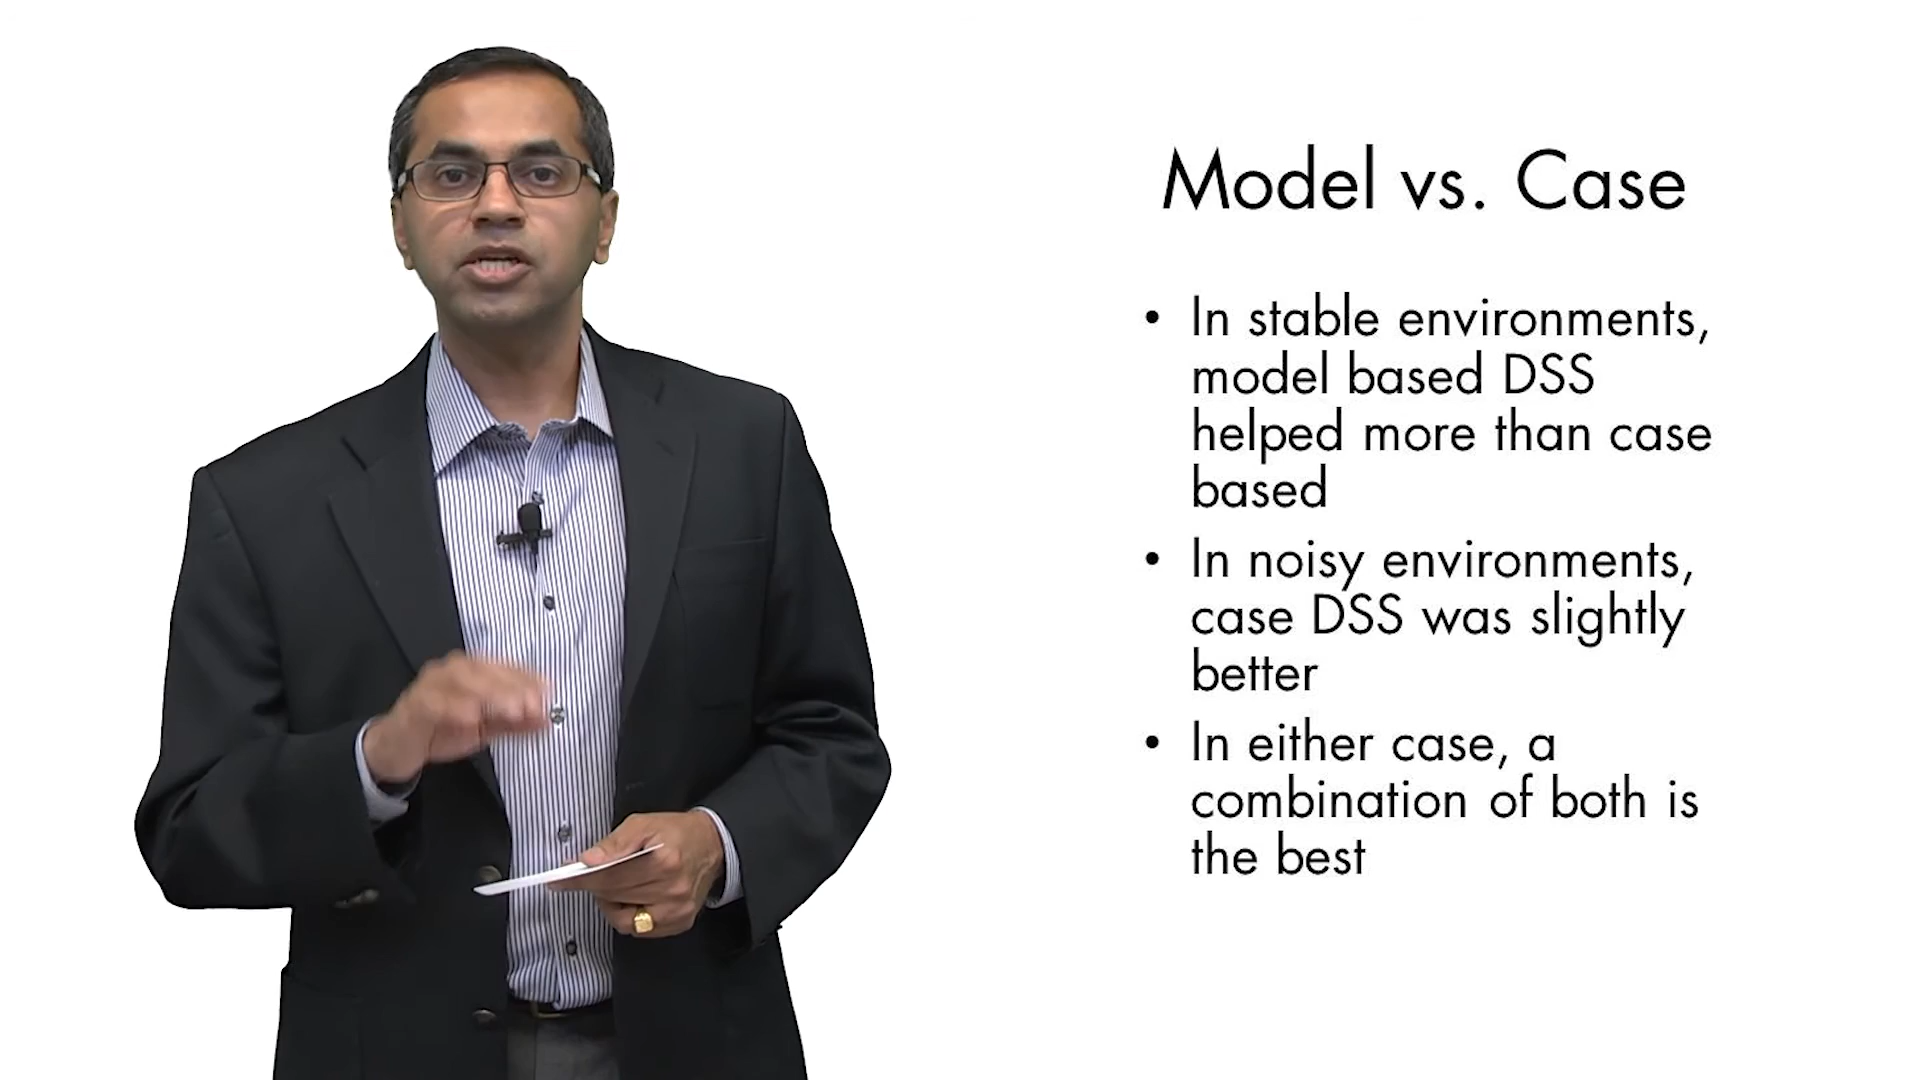 Model vs. Case
• In stable environments,
model based DSS
helped more than case
based
• In noisy environments,
case DSS was slightly
better
• In either case, a
combination of both is
the best